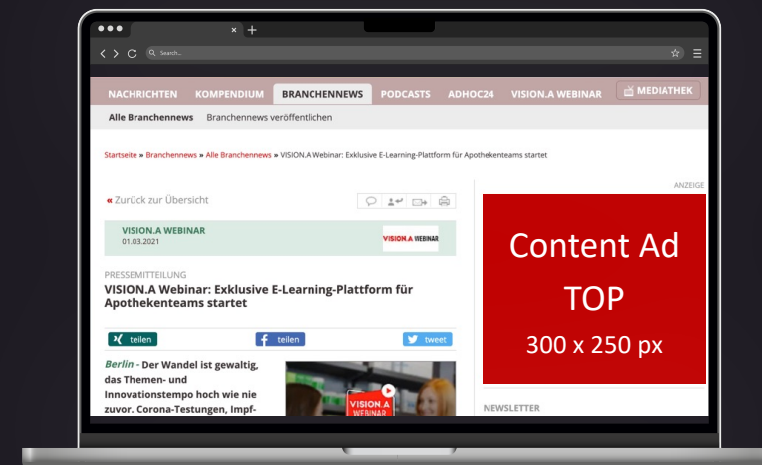 Search...
NACHRICHTEN KOMPENDIUM BRANCHENNEWS PODCASTS ADHOC24 VISION.A WEBINAR MEDIATHEK
Alle Branchennews Branchennews veröffentlichen
Startseite » Branchennews » Alle Branchennews » VISION.A Webinar: Exklusive E-Learning-Plattform für Apothekenteams startet
ANZEIGE
« Zurück zur Übersicht
VISION.A WEBINAR
01.03.2021
VISION.A WEBINAR
PRESSEMITTEILUNG
VISION.A Webinar: Exklusive E-Learning-Plattform für
Apothekenteams startet
teilen teilen tweet
Berlin - Der Wandel ist gewaltig,
das Themen- und
Innovationstempo hoch wie nie
zuvor. Corona-Testungen, Impf-
VISION.A
WEBINAR
Content Ad
TOP
300 x 250 px
NEWSLETTER